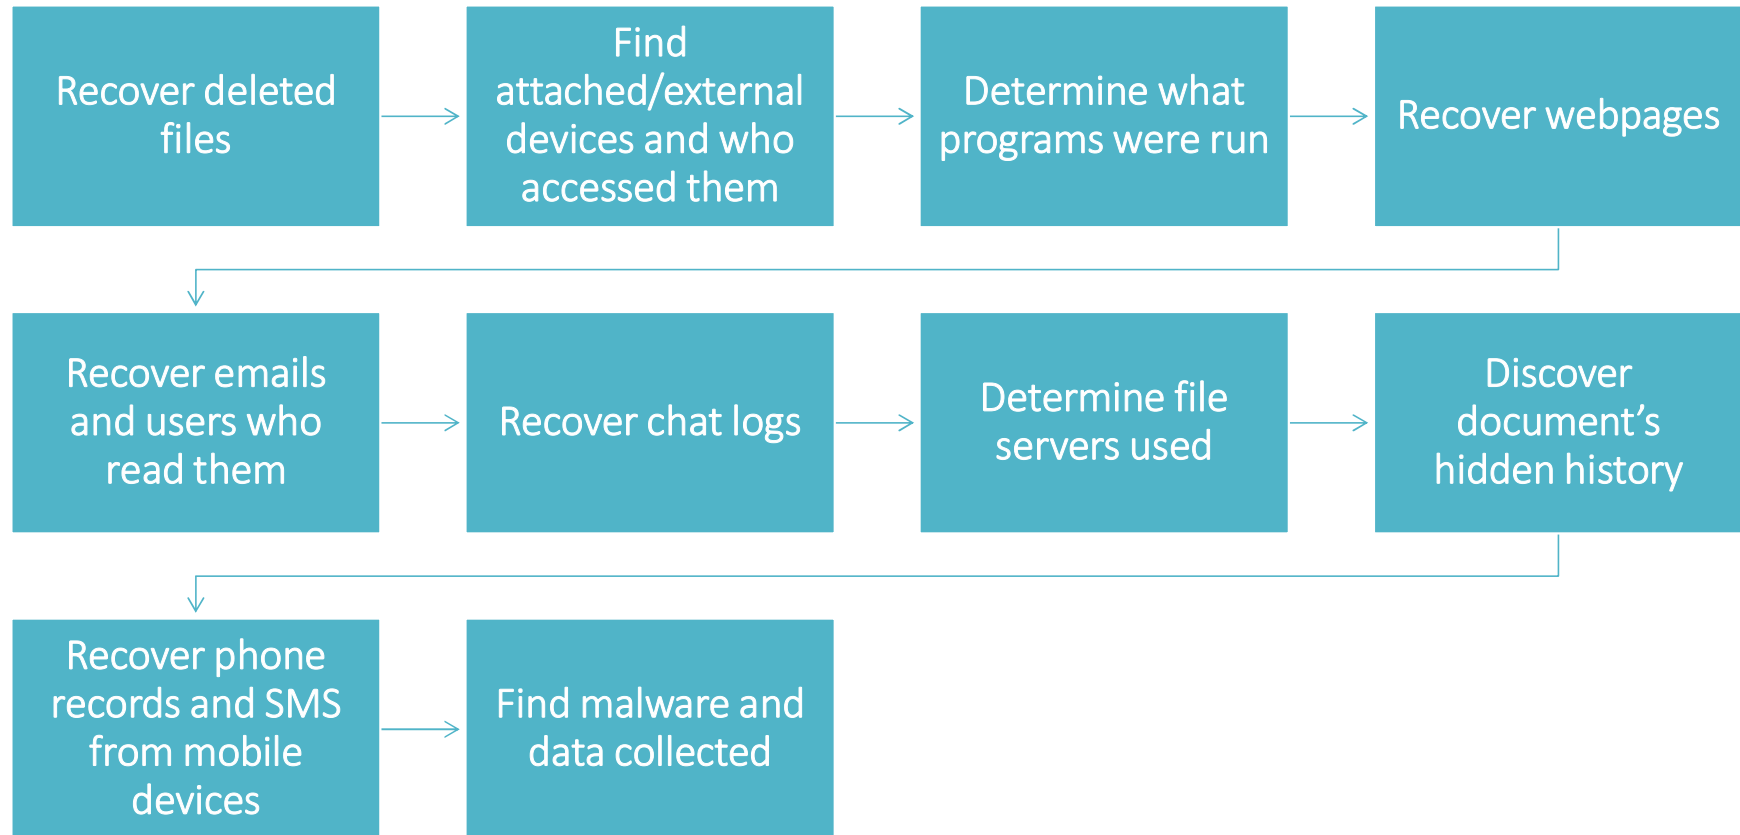 Recover deleted
files
Find
attached/external
devices and who
accessed them
Determine what
programs were run
Recover webpages
Recover emails
and users who
read them
Recover chat logs
Determine file
servers used
Discover
document’s
hidden history
Recover phone
records and SMS
from mobile
devices
Find malware and
data collected